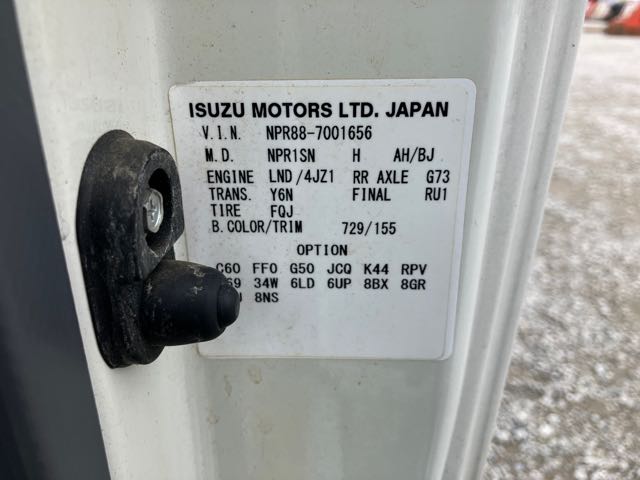 ISUZU MOTORS LTD. JAPAN
V.I.N. NPR88-7001656
M.D. NPR1SN H AH/BJ
ENGINE LND/4JZ1 RR AXLE G73
TRANS. Y6N FINAL RU1
TIRE FQJ
B.COLOR/TRIM 729/155
OPTION
C60 FF0 G50 JCQ K44 RPV
34W 6LD 6UP 8BX 8GR
8NS